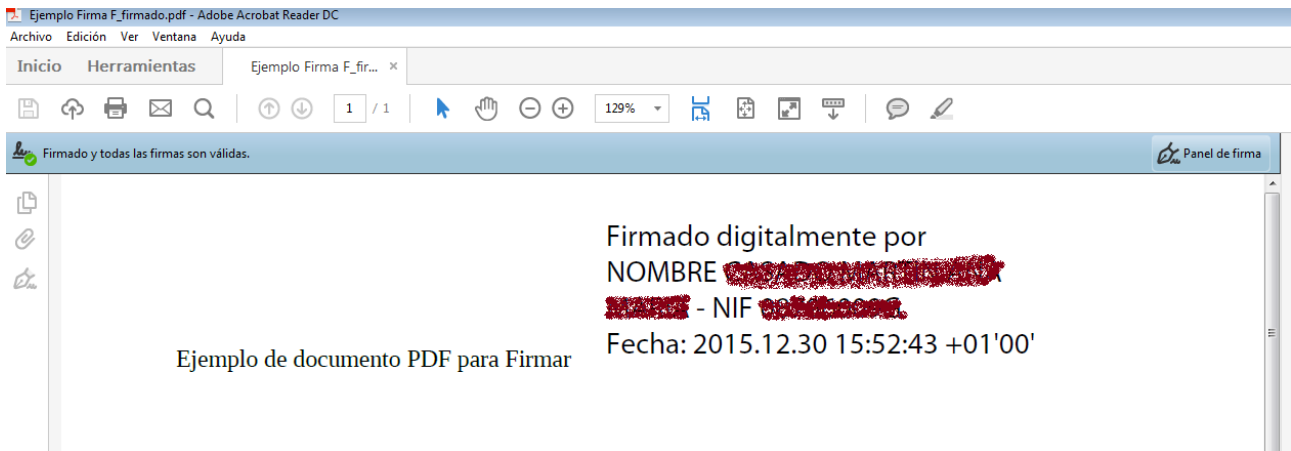 Ejemplo Firma F_firmado.pdf - Adobe Acrobat Reader DC
Archivo Edición Ver Ventana Ayuda
Inicio Herramientas Ejemplo Firma F_fir... ×
1 / 1 129%
Firmado y todas las firmas son válidas. Panel de firma
Firmado digitalmente por
NOMBRE
- NIF
Fecha: 2015.12.30 15:52:43 +01'00'
Ejemplo de documento PDF para Firmar